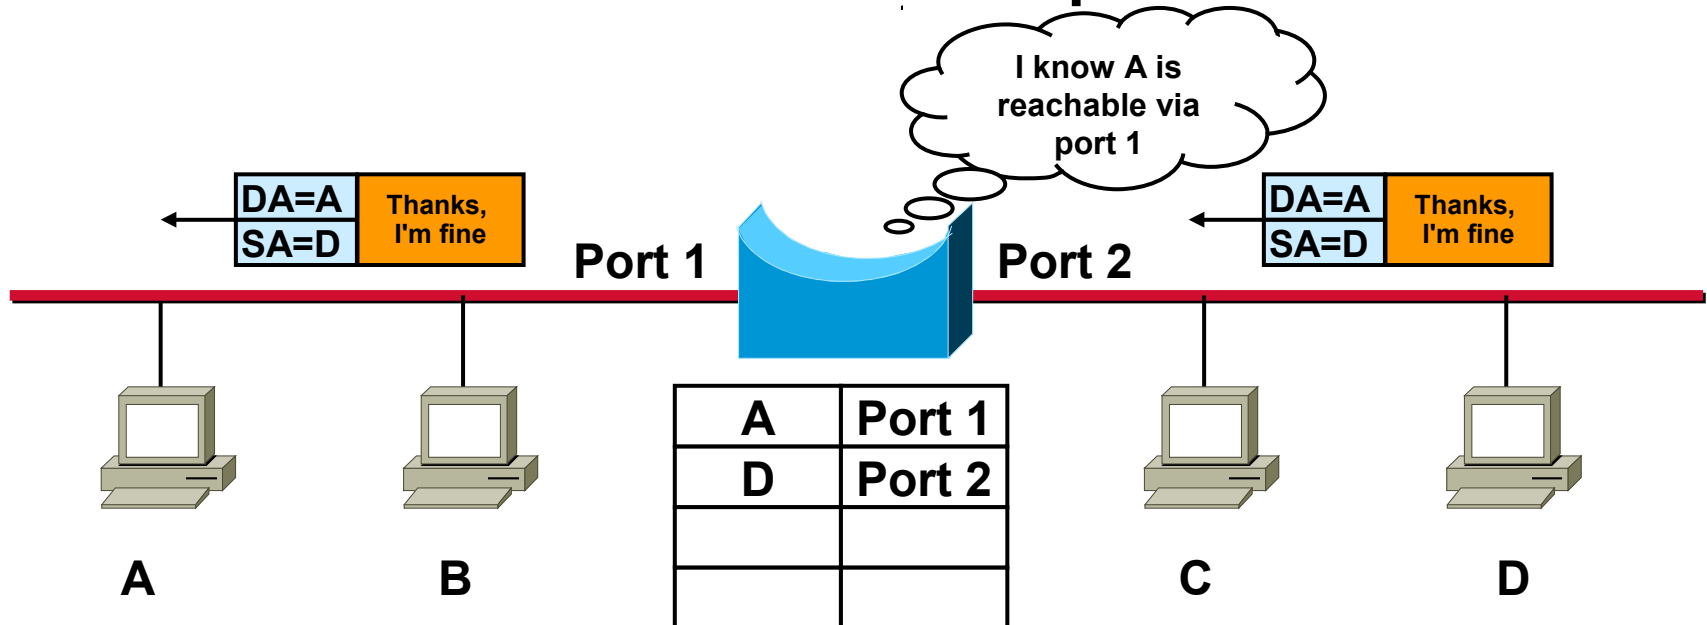 I know A is
reachable via
port 1
DA=A
SA=D
Thanks,
I'm fine
DA=A
SA=D
Thanks,
I'm fine
Port 1
Port 2
A Port 1
D Port 2
A
B
C
D